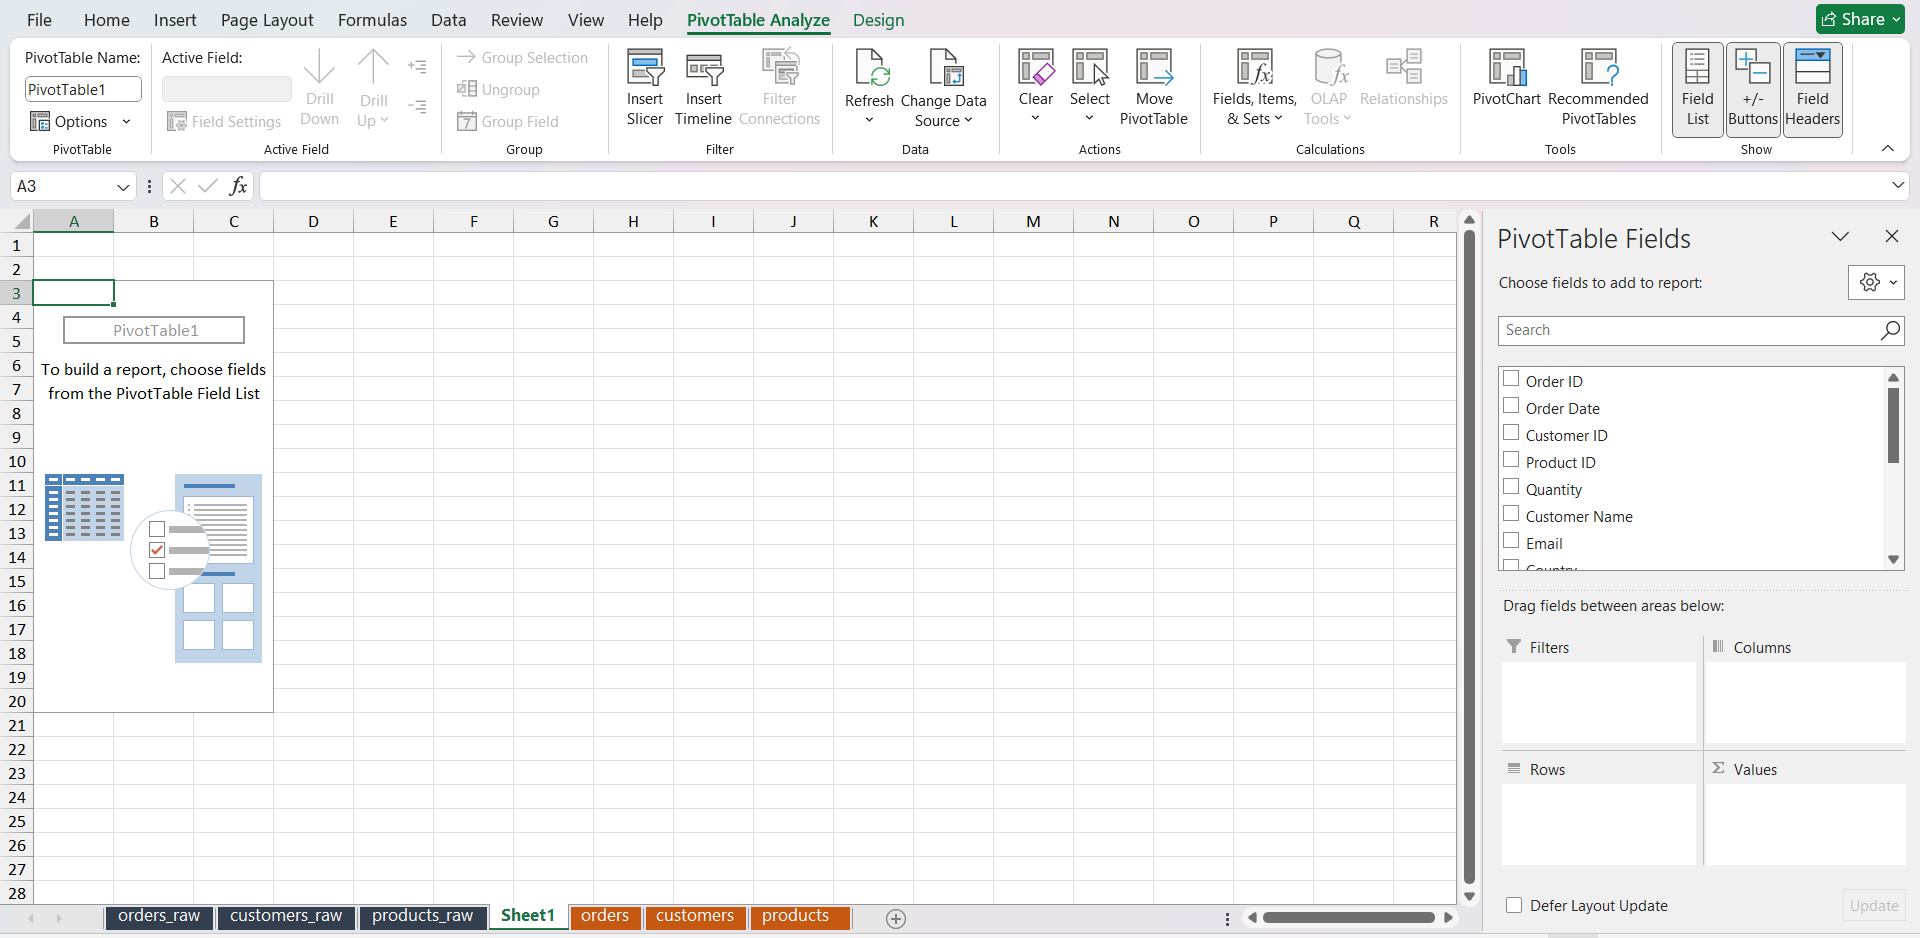 File Home Insert Page Layout Formulas Data Review View Help PivotTable Analyze Design Share
PivotTable Name:
PivotTable1
Options
PivotTable
Active Field:
Field Settings
Drill Down
Drill Up
Active Field
Group Selection
Ungroup
7 Group Field
Group
Insert Slicer
Insert Timeline
Filter Connections
Filter
Refresh
Change Data Source
Data
Clear
Select
Move PivotTable
Actions
Fields, Items, & Sets
OLAP Tools
Relationships
Calculations
PivotChart
Recommended PivotTables
Tools
Field List
+/- Buttons
Field Headers
Show
A3
fx
A B C D E F G H I J K L M N O P Q R
1
2
3
4
5
6
7
8
9
10
11
12
13
14
15
16
17
18
19
20
21
22
23
24
25
26
27
28
PivotTable1
To build a report, choose fields
from the PivotTable Field List
PivotTable Fields
Choose fields to add to report:
Search
Order ID
Order Date
Customer ID
Product ID
Quantity
Customer Name
Email
Country
Drag fields between areas below:
Filters
Columns
Rows
Σ Values
Defer Layout Update
Update
orders_raw customers_raw products_raw Sheet1 orders customers products